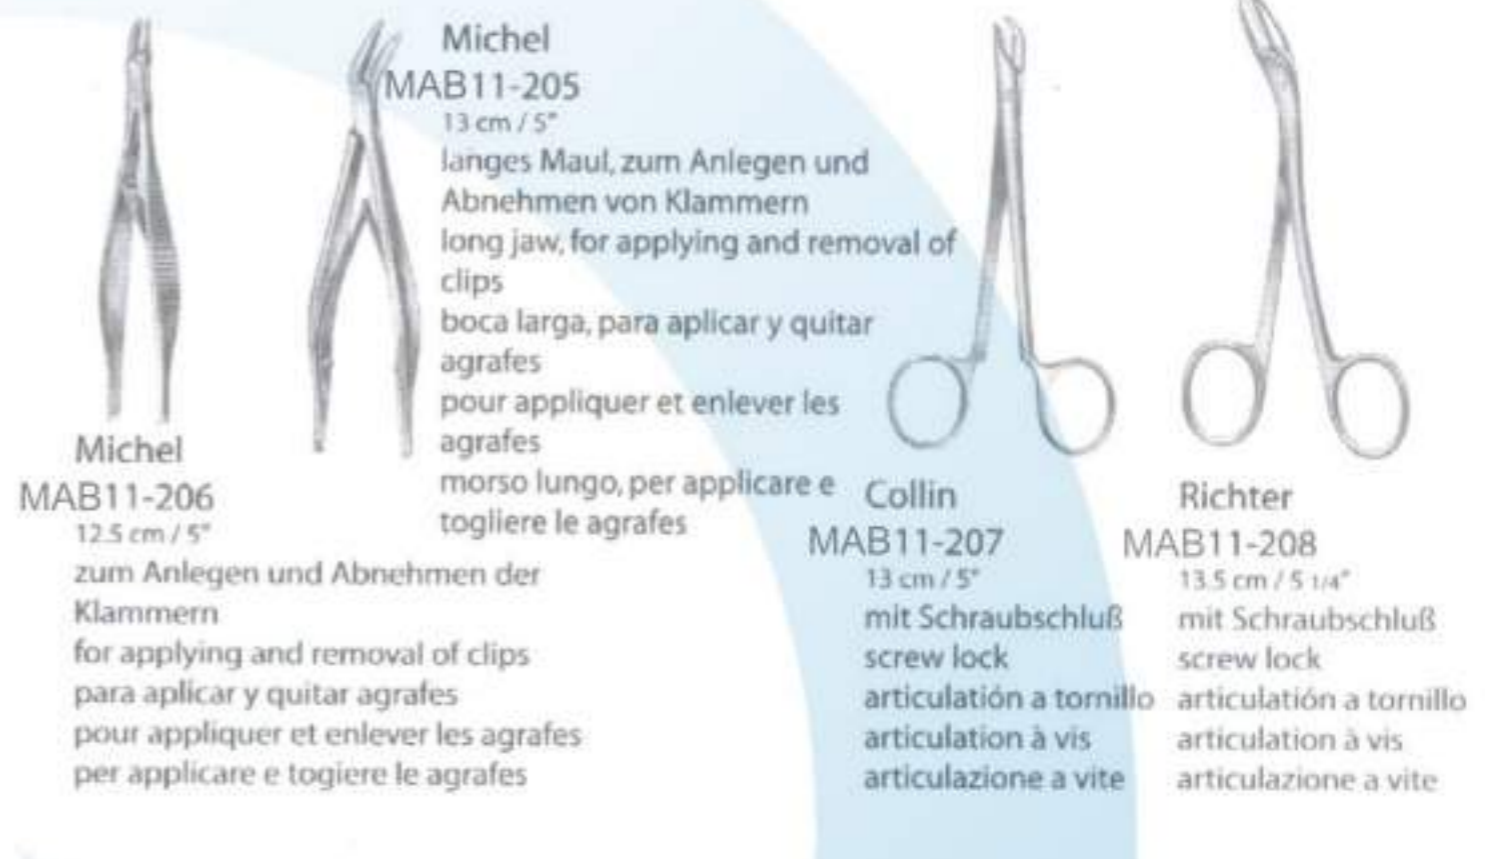 Michel
MAB11-205
13 cm / 5"
langes Maul, zum Anlegen und
Abnehmen von Klammern
long jaw, for applying and removal of
clips
boca larga, para aplicar y quitar
agrafes
pour appliquer et enlever les
agrafes
morso lungo, per applicare e
togliere le agrafes
Michel
MAB11-206
12.5 cm / 5"
zum Anlegen und Abnehmen der
Klammern
for applying and removal of clips
para aplicar y quitar agrafes
pour appliquer et enlever les agrafes
per applicare e togiere le agrafes
Collin
MAB11-207
13 cm / 5"
mit Schraubschluß
screw lock
articulatión a tornillo
articulation à vis
articulazione a vite
Richter
MAB11-208
13.5 cm / 5 1/4"
mit Schraubschluß
screw lock
articulatión a tornillo
articulation à vis
articulazione a vite